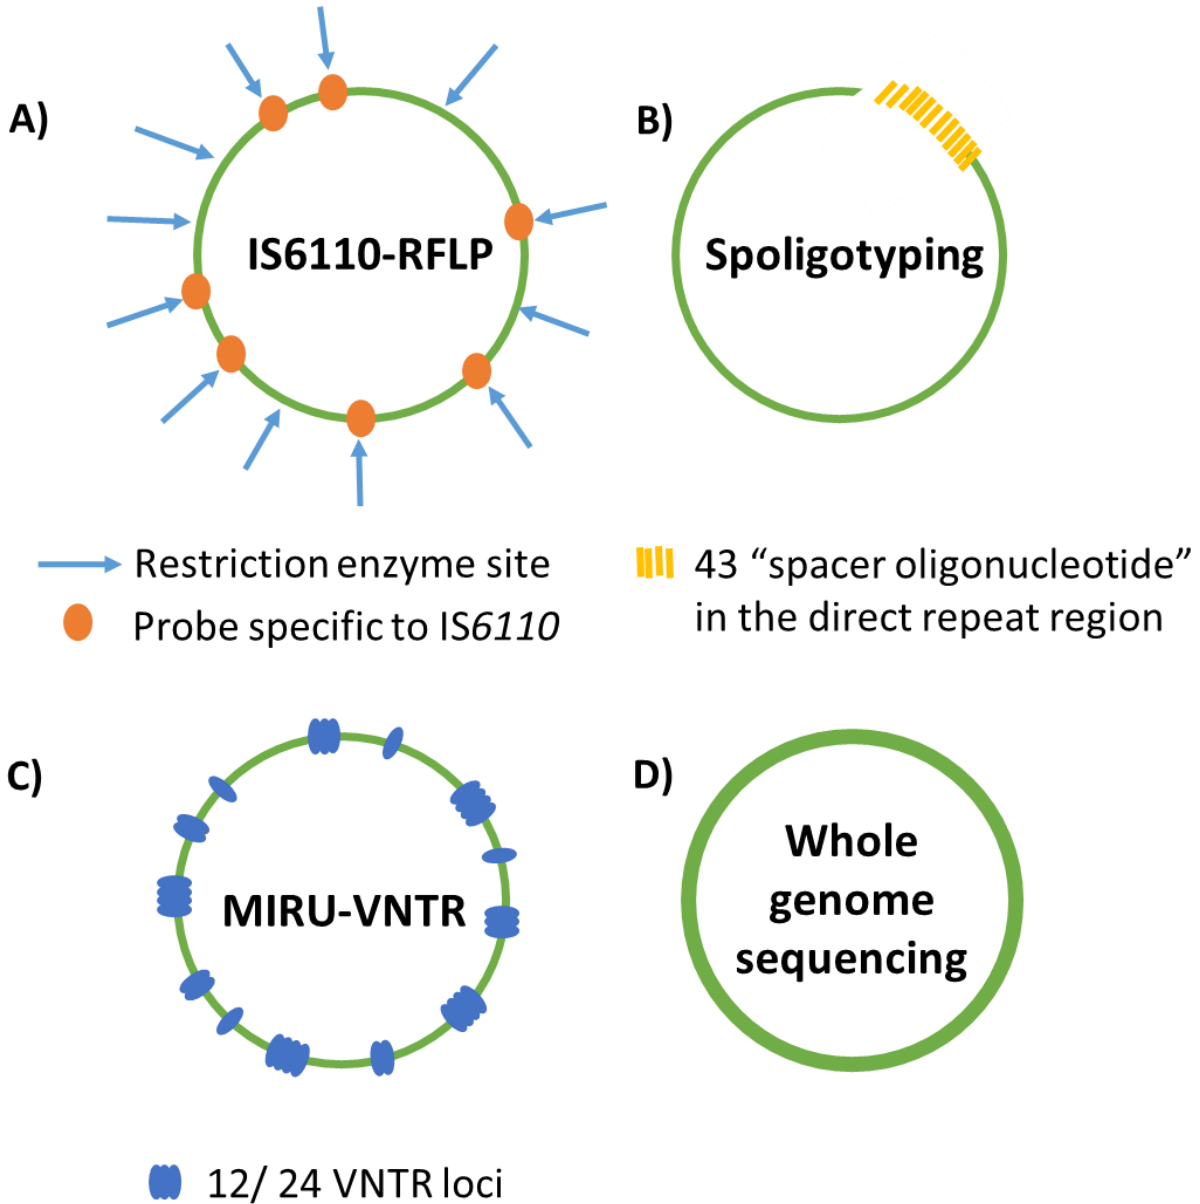 A)
IS6110-RFLP
B)
Spoligotyping
Restriction enzyme site
Probe specific to IS6110
43 “spacer oligonucleotide”
in the direct repeat region
C)
MIRU-VNTR
D)
Whole
genome
sequencing
12/ 24 VNTR loci